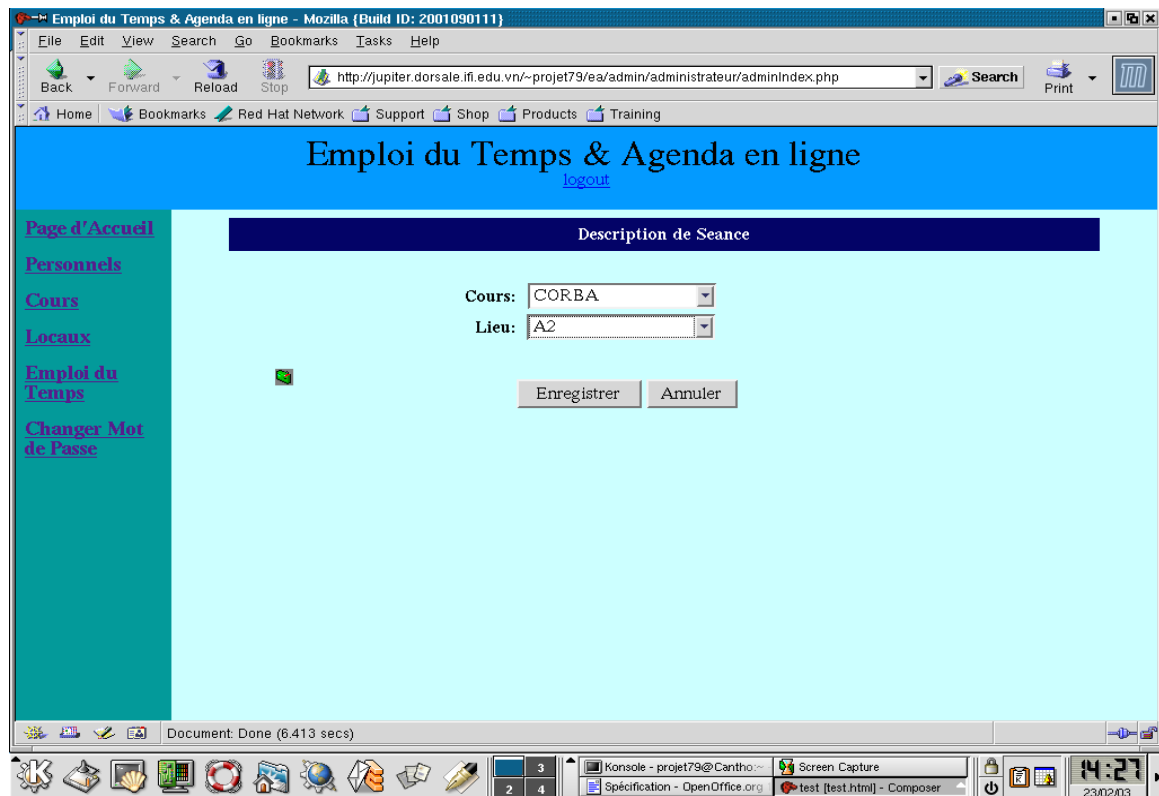 Emploi du Temps & Agenda en ligne - Mozilla {Build ID: 2001090111}
File Edit View Search Go Bookmarks Tasks Help
Back Forward Reload Stop http://jupiter.dorsale.ifi.edu.vn/~projet79/ea/admin/administrateur/adminIndex.php Search Print
Home Bookmarks Red Hat Network Support Shop Products Training
Emploi du Temps & Agenda en ligne
logout
Page d'Accueil
Personnels
Cours
Locaux
Emploi du
Temps
Changer Mot
de Passe
Description de Seance
Cours: CORBA
Lieu: A2
Enregistrer Annuler
Document: Done (6.413 secs)
3
2 4
Konsole - projet79@Cantho:~ Screen Capture
Spécification - OpenOffice.org test [test.html] - Composer
14:27
23/02/03